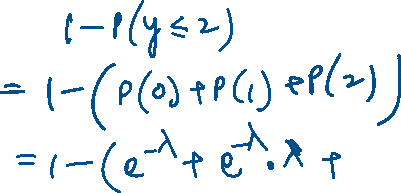 1-P(y≤2)
= 1-(P(0)+P(1)+P(2))
= 1-(e^{-λ}+e^{-λ}·λ+